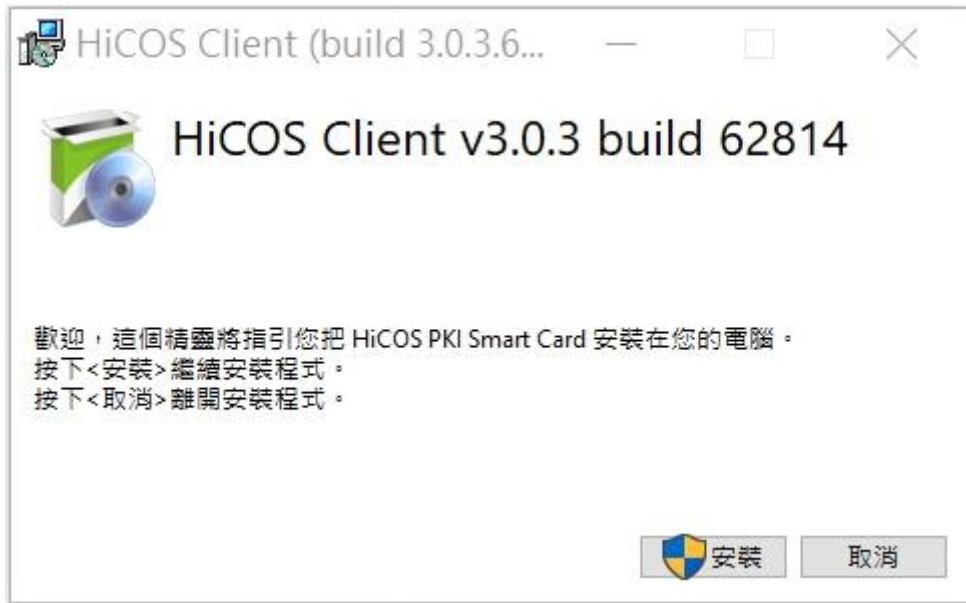 HiCOS Client (build 3.0.3.6...
HiCOS Client v3.0.3 build 62814
歡迎，這個精靈將指引您把 HiCOS PKI Smart Card 安裝在您的電腦。
按下<安裝>繼續安裝程式。
按下<取消>離開安裝程式。
安裝
取消